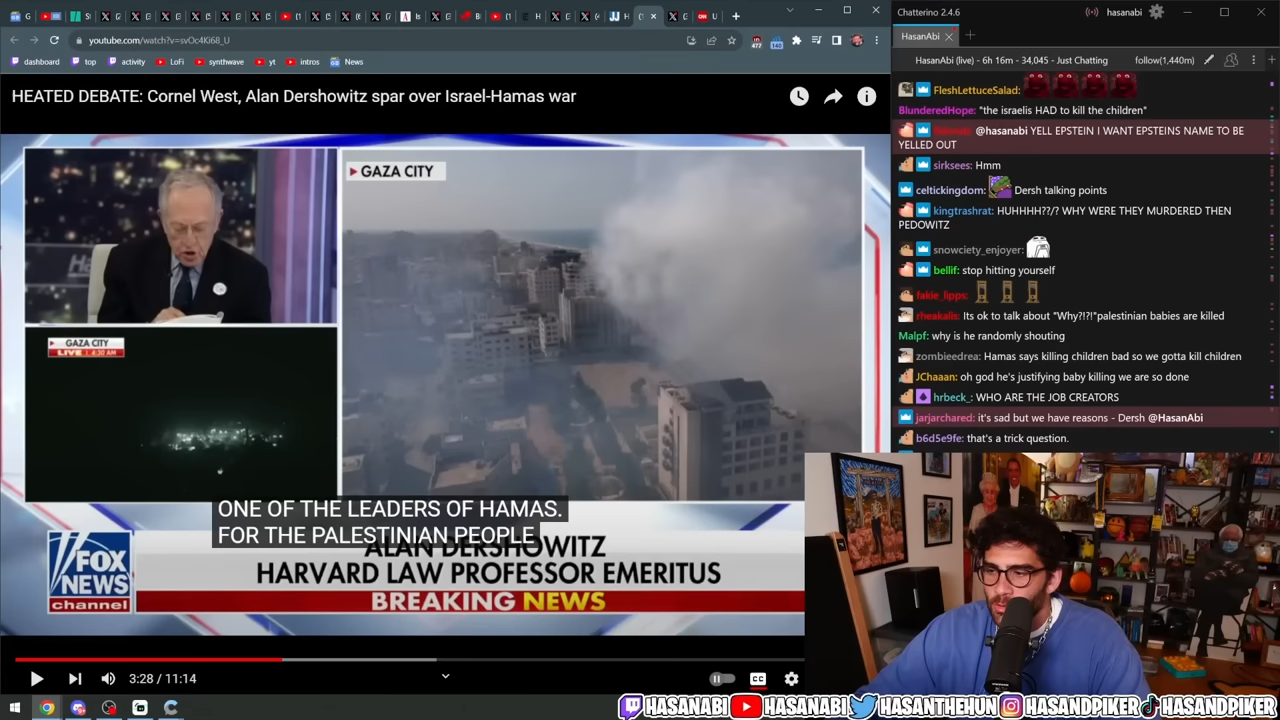 youtube.com/watch?v=svOc4Ki68_U
477
140
dashboard
top
activity
LoFi
synthwave
yt
intros
News
HEATED DEBATE: Cornel West, Alan Dershowitz spar over Israel-Hamas war
GAZA CITY
GAZA CITY
LIVE
ONE OF THE LEADERS OF HAMAS.
FOR THE PALESTINIAN PEOPLE
ALAN DERSHOWITZ
HARVARD LAW PROFESSOR EMERITUS
BREAKING NEWS
FOX
NEWS
channel
3:28 / 11:14
CC
Chatterino 2.4.6
hasanabi
HasanAbi
HasanAbi (live) - 6h 16m - 34,045 - Just Chatting
follow(1,440m)
FleshLettuceSalad:
BlunderedHope: "the israelis HAD to kill the children"
@hasanabi YELL EPSTEIN I WANT EPSTEINS NAME TO BE
YELLED OUT
sirksees: Hmm
celtickingdom: Dersh talking points
kingtrashrat: HUHHHH??/? WHY WERE THEY MURDERED THEN
PEDOWITZ
snowciety_enjoyer:
bellif: stop hitting yourself
fakie_lipps:
rheakalis: Its ok to talk about "Why?!?!"palestinian babies are killed
Malpf: why is he randomly shouting
zombieedrea: Hamas says killing children bad so we gotta kill children
JChaaan: oh god he's justifying baby killing we are so done
hrbeck_: WHO ARE THE JOB CREATORS
jarjarchared: it's sad but we have reasons - Dersh @HasanAbi
b6d5e9fe: that's a trick question.
HASANABI
HASANABI
HASANTHEHUN
HASANDPIKER
HASANDPIKER